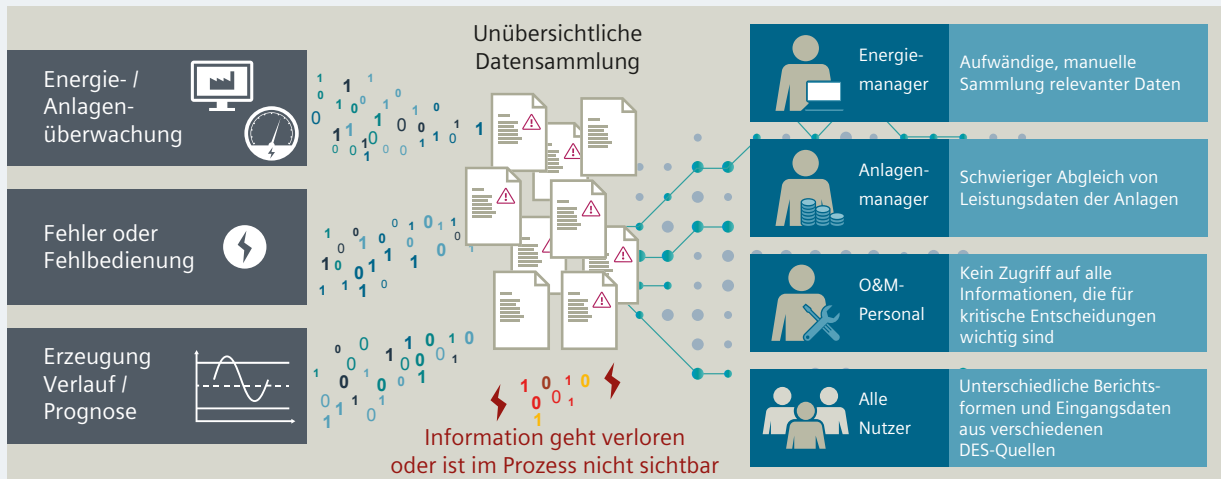 Energie- /
Anlagen-
überwachung
Fehler oder
Fehlbedienung
Erzeugung
Verlauf /
Prognose
Unübersichtliche
Datensammlung
Information geht verloren
oder ist im Prozess nicht sichtbar
Energie-
manager
Aufwändige, manuelle
Sammlung relevanter Daten
Anlagen-
manager
Schwieriger Abgleich von
Leistungsdaten der Anlagen
O&M-
Personal
Kein Zugriff auf alle
Informationen, die für
kritische Entscheidungen
wichtig sind
Alle
Nutzer
Unterschiedliche Berichts-
formen und Eingangsdaten
aus verschiedenen
DES-Quellen